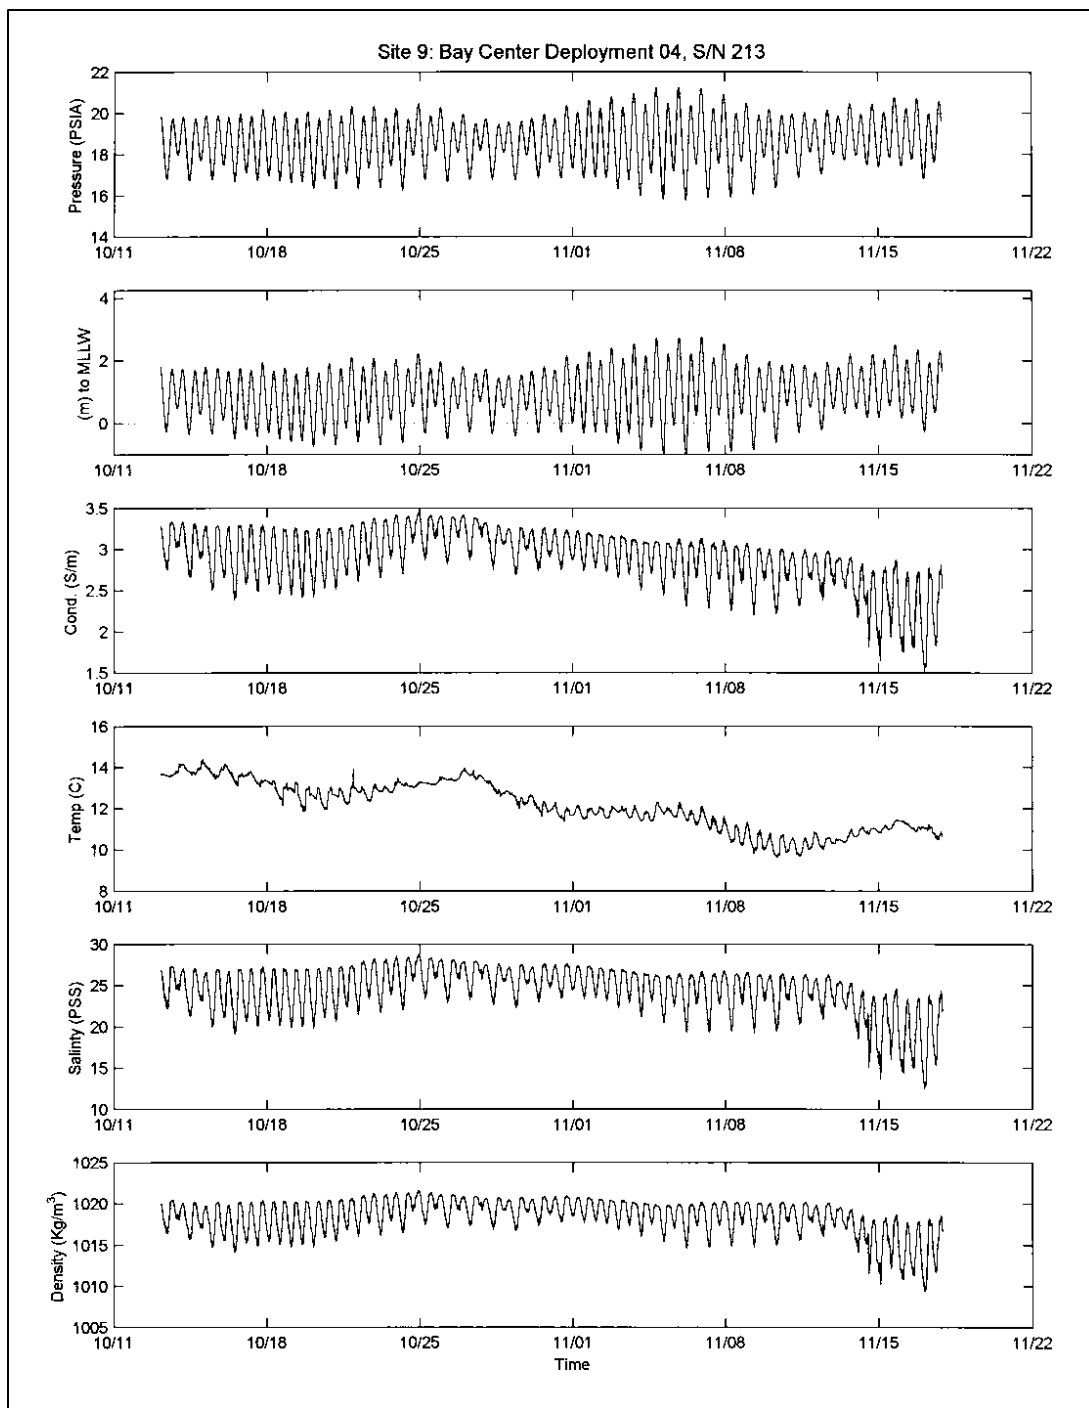 Site 9: Bay Center Deployment 04, S/N 213
22
20
18
16
14
Pressure (PSIA)
10/11 10/18 10/25 11/01 11/08 11/15 11/22
4
2
0
(m) to MLLW
10/11 10/18 10/25 11/01 11/08 11/15 11/22
3.5
3
2.5
2
1.5
Cond. (S/m)
10/11 10/18 10/25 11/01 11/08 11/15 11/22
16
14
12
10
8
Temp (C)
10/11 10/18 10/25 11/01 11/08 11/15 11/22
30
25
20
15
10
Salinty (PSS)
10/11 10/18 10/25 11/01 11/08 11/15 11/22
1025
1020
1015
1010
1005
Density (Kg/m³)
10/11 10/18 10/25 11/01 11/08 11/15 11/22
Time